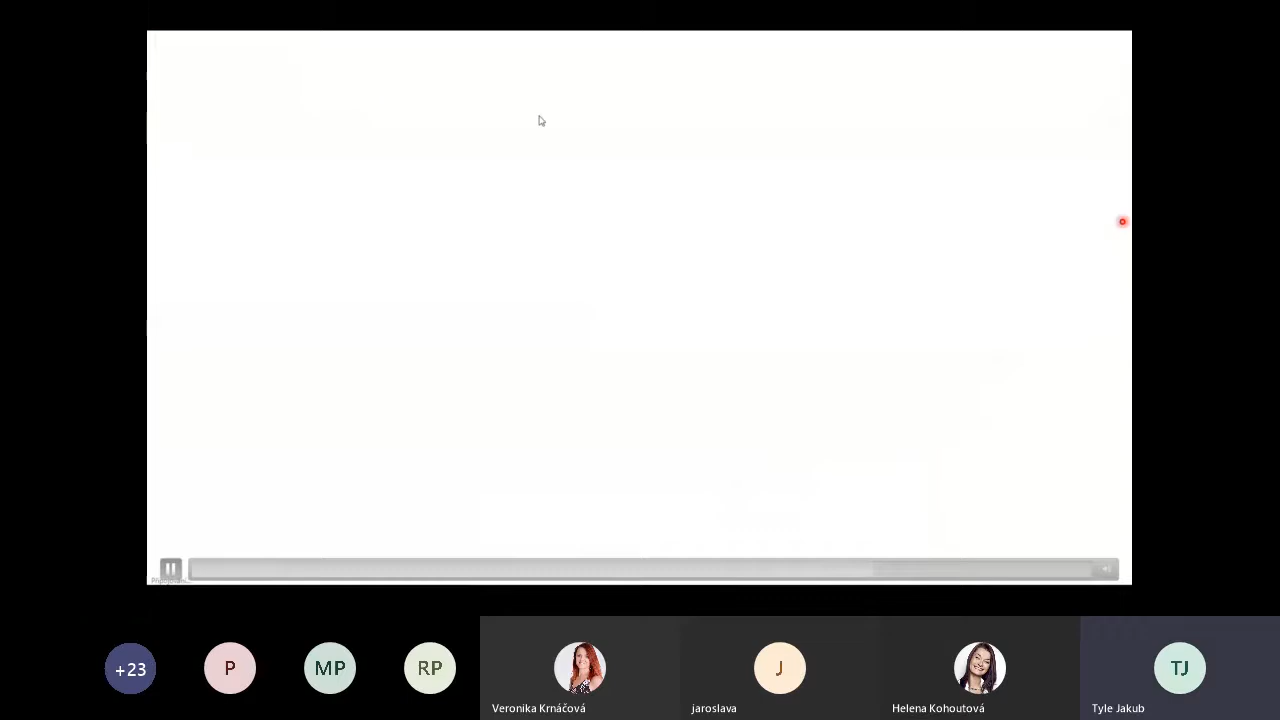 +23
P
MP
RP
J
TJ
Veronika Krnáčová
jaroslava
Helena Kohoutová
Tyle Jakub